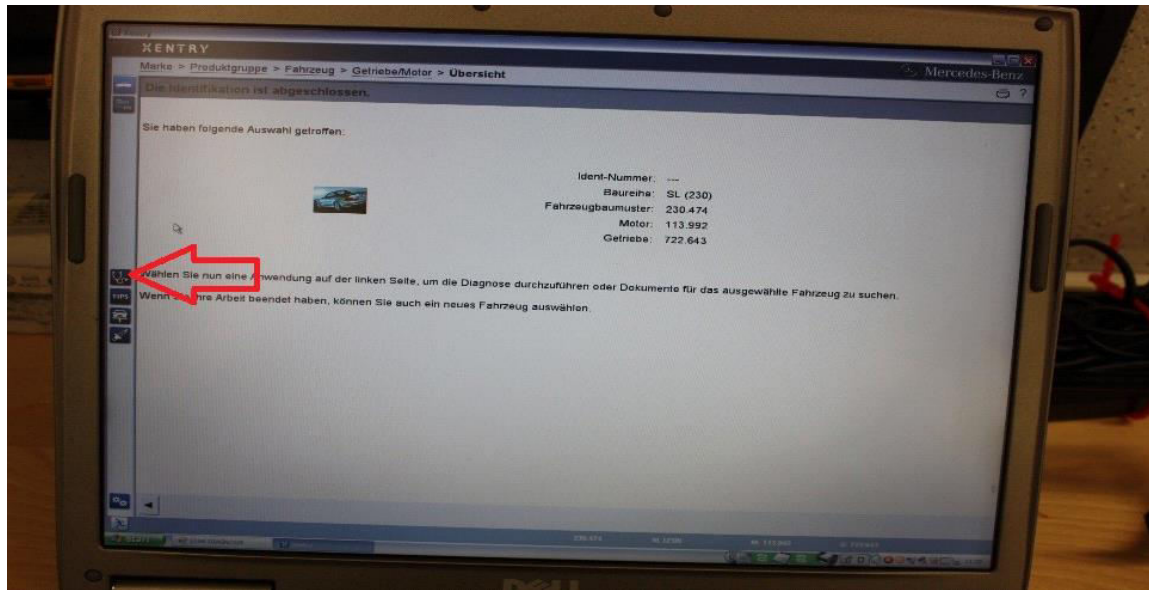 XENTRY
Marke > Produktgruppe > Fahrzeug > Getriebe/Motor > Übersicht
Mercedes-Benz
Die Identifikation ist abgeschlossen.
?
Sie haben folgende Auswahl getroffen:
Ident-Nummer: ---
Baureihe: SL (230)
Fahrzeugbaumuster: 230.474
Motor: 113.992
Getriebe: 722.643
Wählen Sie nun eine Anwendung auf der linken Seite, um die Diagnose durchzuführen oder Dokumente für das ausgewählte Fahrzeug zu suchen.
TIPS
Wenn Ihre Arbeit beendet haben, können Sie auch ein neues Fahrzeug auswählen.
230.474
DELL